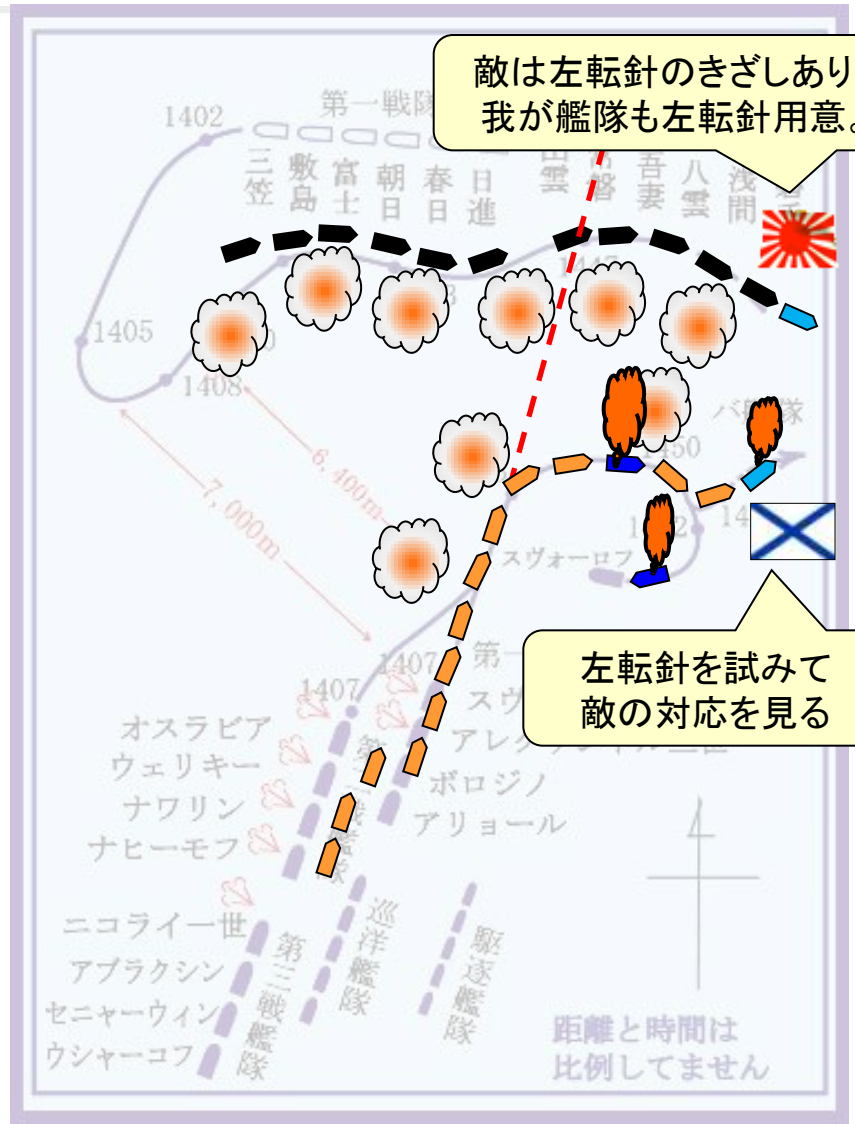 敵は左転針のきざしあり
我が艦隊も左転針用意。
第一戦隊
1402
三笠
敷島
富士
朝日
春日
日進
出雲
常磐
吾妻
八雲
浅間
1405
1408
6,400m
7,000m
1450
スヴォーロフ
左転針を試みて
敵の対応を見る
1407
1407
第一
オスラビア
ウェリキー
ナワリン
ナヒーモフ
ボロジノ
アリョール
ニコライ一世
アブラクシン
セニャーウィン
ウシャーコフ
第三戦艦隊
巡洋艦隊
駆逐艦隊
距離と時間は
比例してません